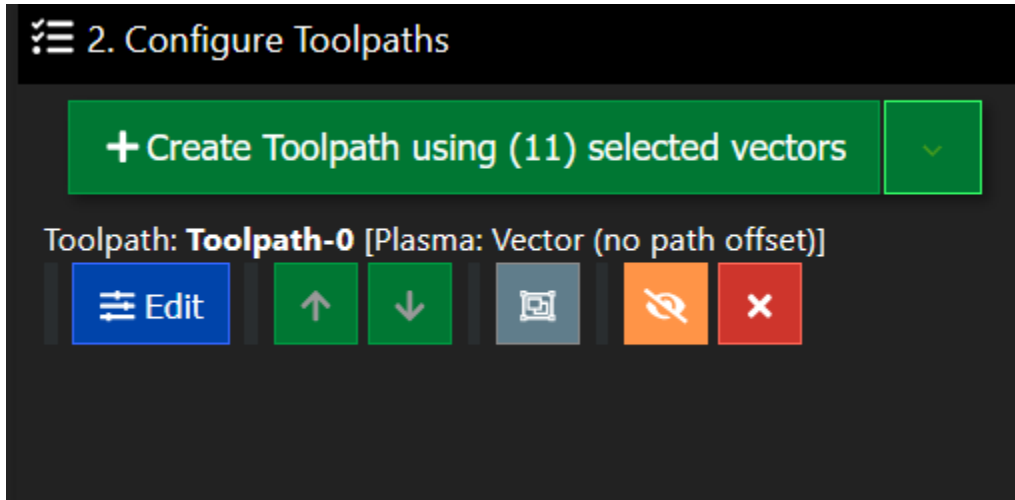 2. Configure Toolpaths
+ Create Toolpath using (11) selected vectors
Toolpath: Toolpath-0 [Plasma: Vector (no path offset)]
Edit